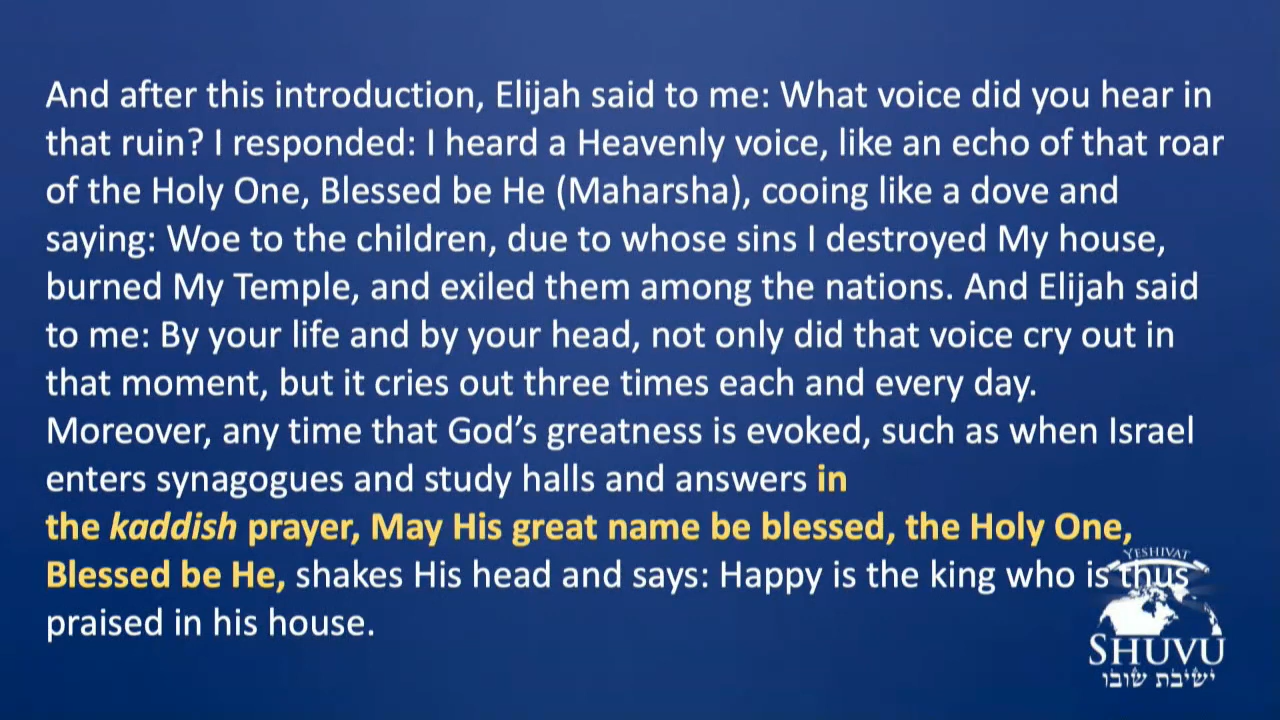 And after this introduction, Elijah said to me: What voice did you hear in
that ruin? I responded: I heard a Heavenly voice, like an echo of that roar
of the Holy One, Blessed be He (Maharsha), cooing like a dove and
saying: Woe to the children, due to whose sins I destroyed My house,
burned My Temple, and exiled them among the nations. And Elijah said
to me: By your life and by your head, not only did that voice cry out in
that moment, but it cries out three times each and every day.
Moreover, any time that God’s greatness is evoked, such as when Israel
enters synagogues and study halls and answers in
the kaddish prayer, May His great name be blessed, the Holy One,
Blessed be He, shakes His head and says: Happy is the king who is thus
praised in his house.
YESHIVAT
SHUVU
ישיבת שובו